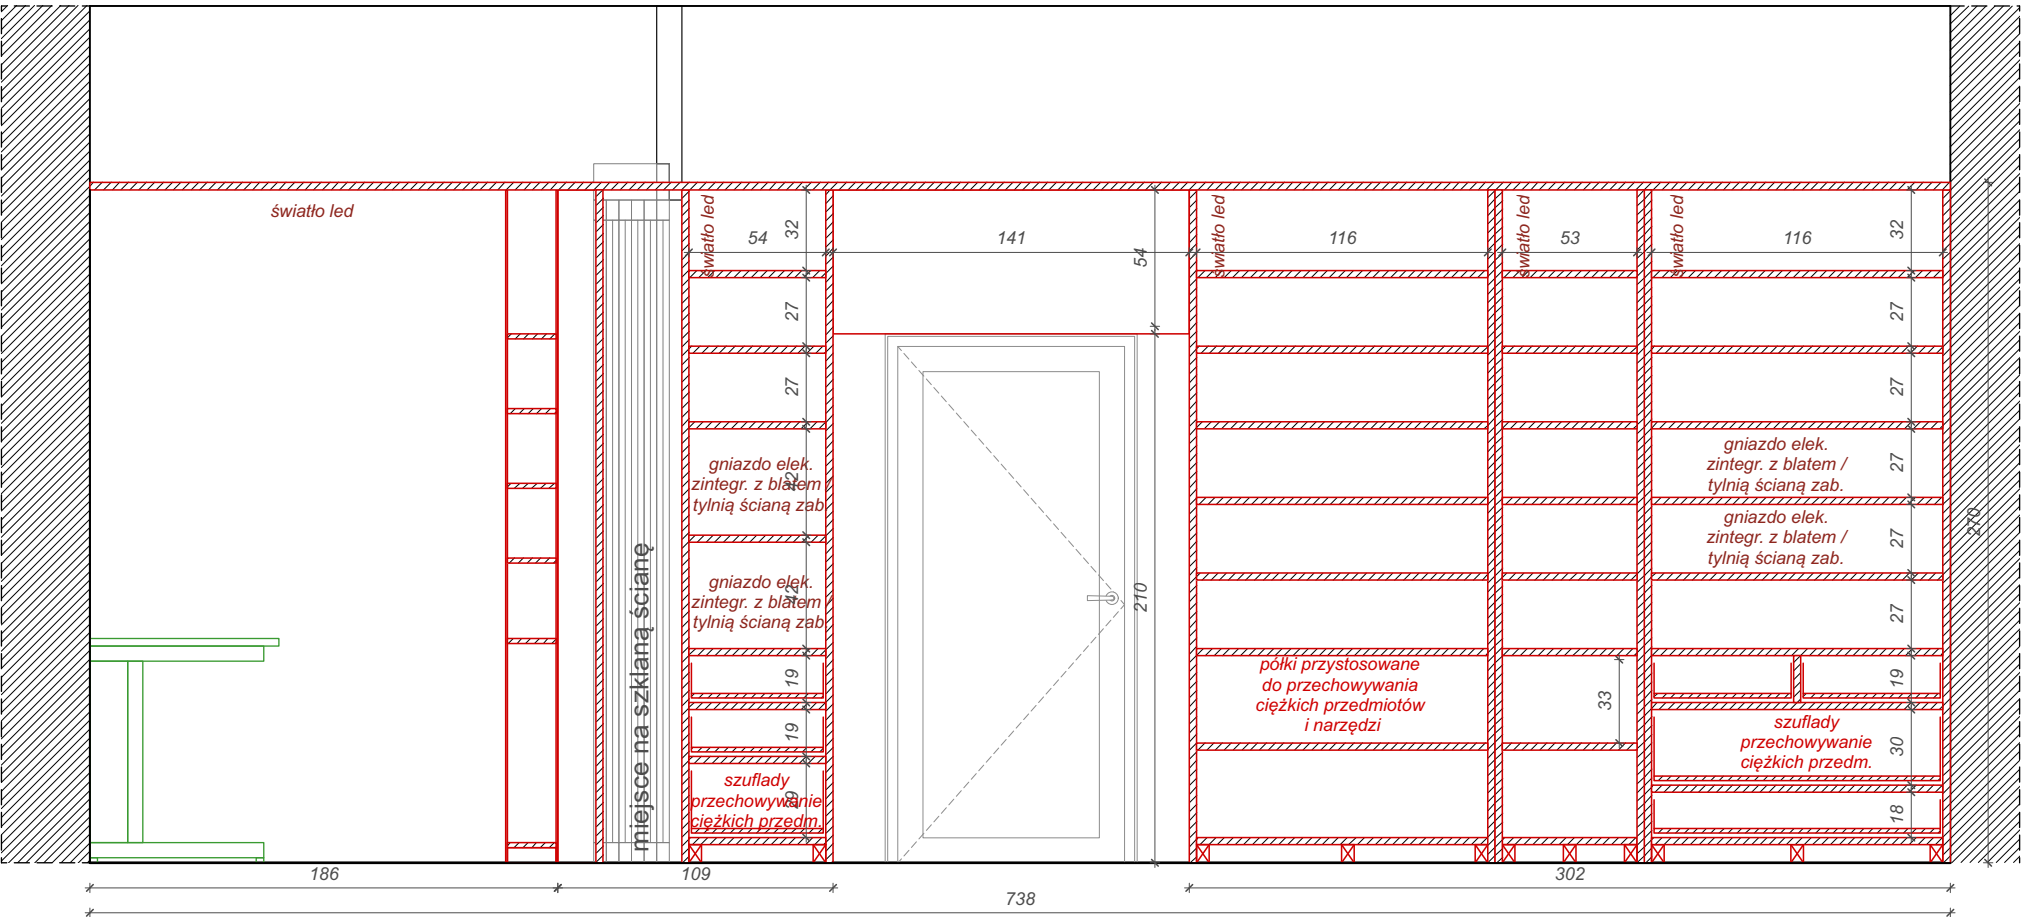 światło led
światło led
54
32
141
54
światło led
116
światło led
53
światło led
116
32
27
27
27
27
gniazdo elek.
zintegr. z blatem /
tylnią ścianą zab
42
gniazdo elek.
zintegr. z blatem /
tylnią ścianą zab.
27
gniazdo elek.
zintegr. z blatem /
tylnią ścianą zab.
27
270
miejsce na szklaną ścianę
gniazdo elek.
zintegr. z blatem /
tylnią ścianą zab
42
210
27
19
półki przystosowane
do przechowywania
ciężkich przedmiotów
i narzędzi
33
19
19
szuflady
przechowywanie
ciężkich przedm.
30
szuflady
przechowywanie
ciężkich przedm.
29
18
186
109
302
738